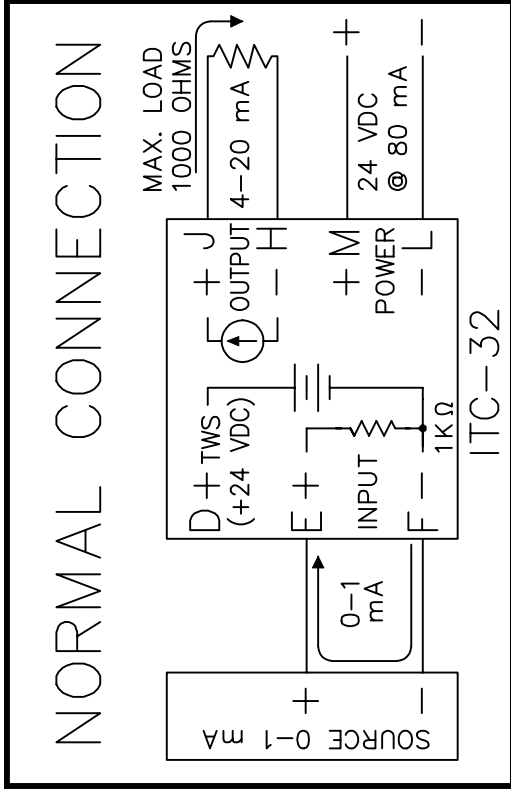 NORMAL CONNECTION
SOURCE 0-1 mA
+
-
0-1
mA
D + TWS
(+24 VDC)
E +
INPUT
F -
1KΩ
+ J
OUTPUT
- H
+ M
POWER
- L
ITC-32
MAX. LOAD
1000 OHMS
4-20 mA
+
24 VDC
@ 80 mA
-